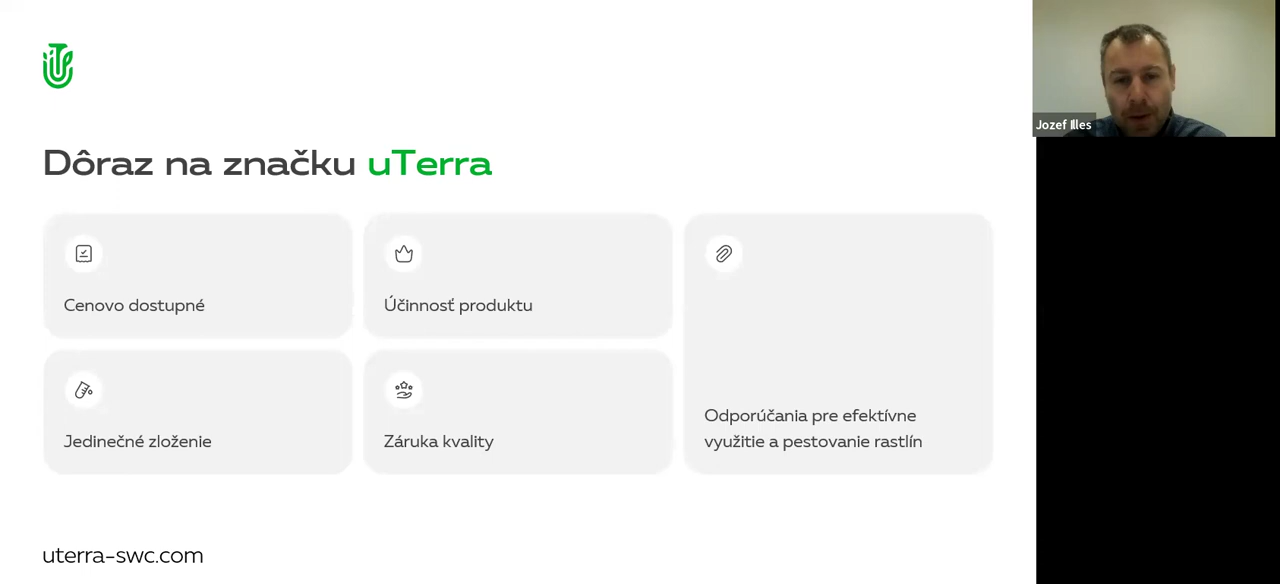 Dôraz na značku uTerra
Cenovo dostupné
Účinnosť produktu
Jedinečné zloženie
Záruka kvality
Odporúčania pre efektívne
využitie a pestovanie rastlín
uterra-swc.com
Jozef Illes